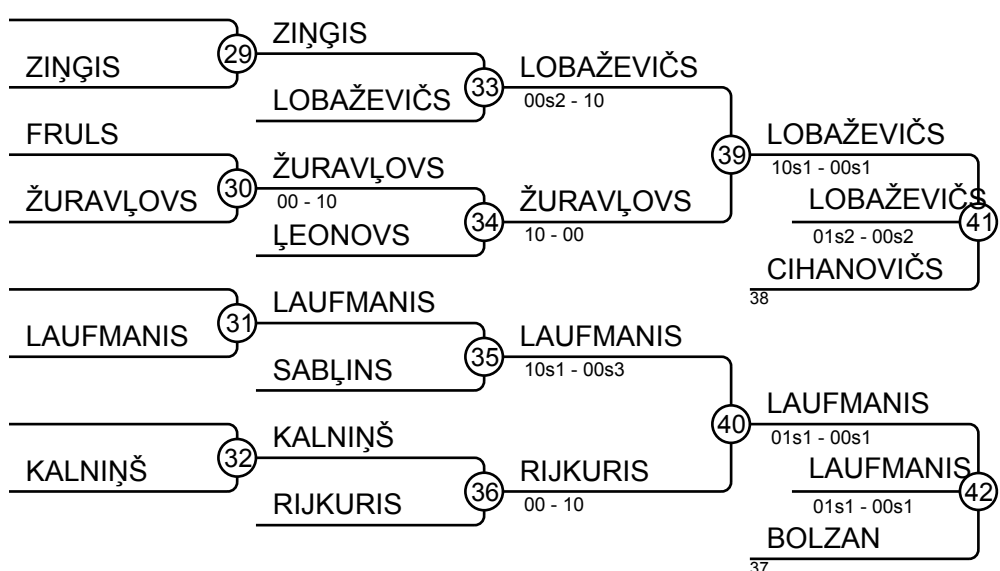 ZIŅĢIS
29
ZIŅĢIS
LOBAŽEVIČS
33
LOBAŽEVIČS
00s2 - 10
FRULS
ŽURAVĻOVS
30
ŽURAVĻOVS
00 - 10
ĻEONOVS
34
ŽURAVĻOVS
10 - 00
39
LOBAŽEVIČS
10s1 - 00s1
LOBAŽEVIČS
01s2 - 00s2
41
CIHANOVIČS
38
LAUFMANIS
31
LAUFMANIS
SABĻINS
35
LAUFMANIS
10s1 - 00s3
KALNIŅŠ
32
KALNIŅŠ
RIJKURIS
36
RIJKURIS
00 - 10
40
LAUFMANIS
01s1 - 00s1
LAUFMANIS
01s1 - 00s1
42
BOLZAN
37